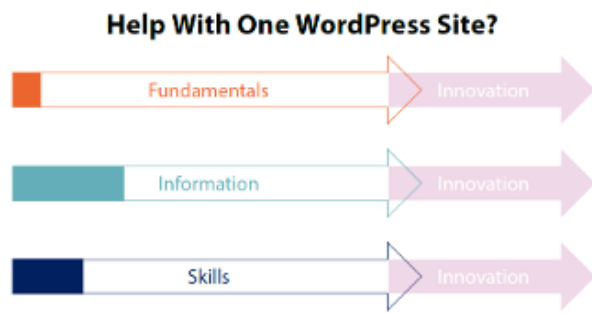 Help With One WordPress Site?
Fundamentals Innovation
Information Innovation
Skills Innovation